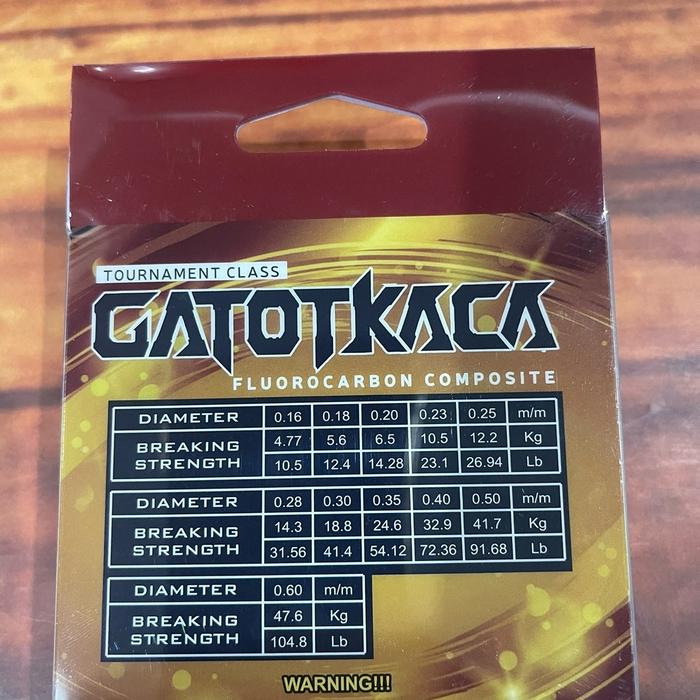 TOURNAMENT CLASS
GATOTKACA
FLUOROCARBON COMPOSITE
DIAMETER 0.16 0.18 0.20 0.23 0.25 m/m
BREAKING STRENGTH 4.77 5.6 6.5 10.5 12.2 Kg
10.5 12.4 14.28 23.1 26.94 Lb
DIAMETER 0.28 0.30 0.35 0.40 0.50 m/m
BREAKING STRENGTH 14.3 18.8 24.6 32.9 41.7 Kg
31.56 41.4 54.12 72.36 91.68 Lb
DIAMETER 0.60 m/m
BREAKING STRENGTH 47.6 Kg
104.8 Lb
WARNING!!!